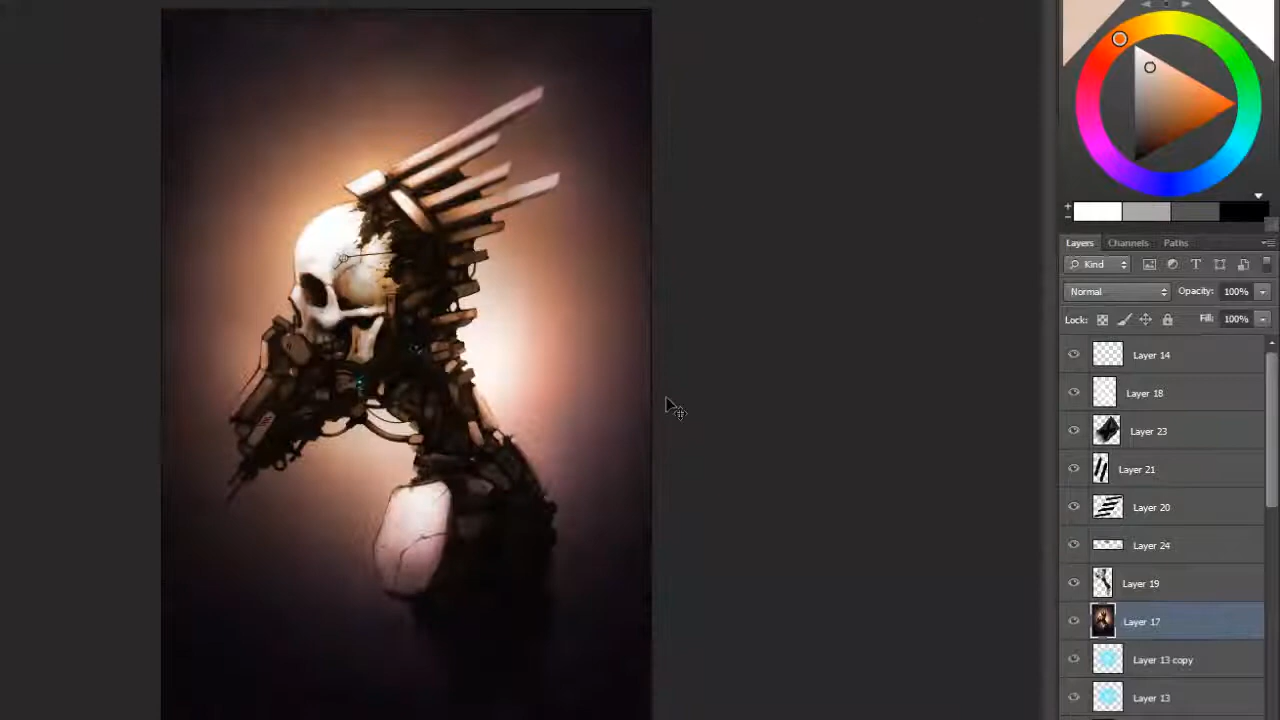 Layers Channels Paths
Kind T
Normal Opacity: 100%
Lock: Fill: 100%
Layer 14
Layer 18
Layer 23
Layer 21
Layer 20
Layer 24
Layer 19
Layer 17
Layer 13 copy
Layer 13